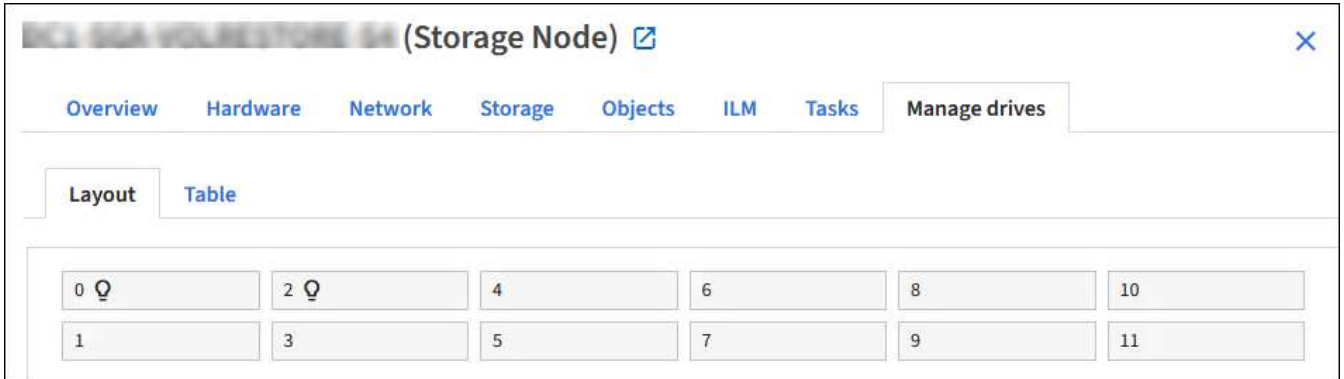 (Storage Node)
Overview Hardware Network Storage Objects ILM Tasks Manage drives
Layout Table
0 2 4 6 8 10
1 3 5 7 9 11